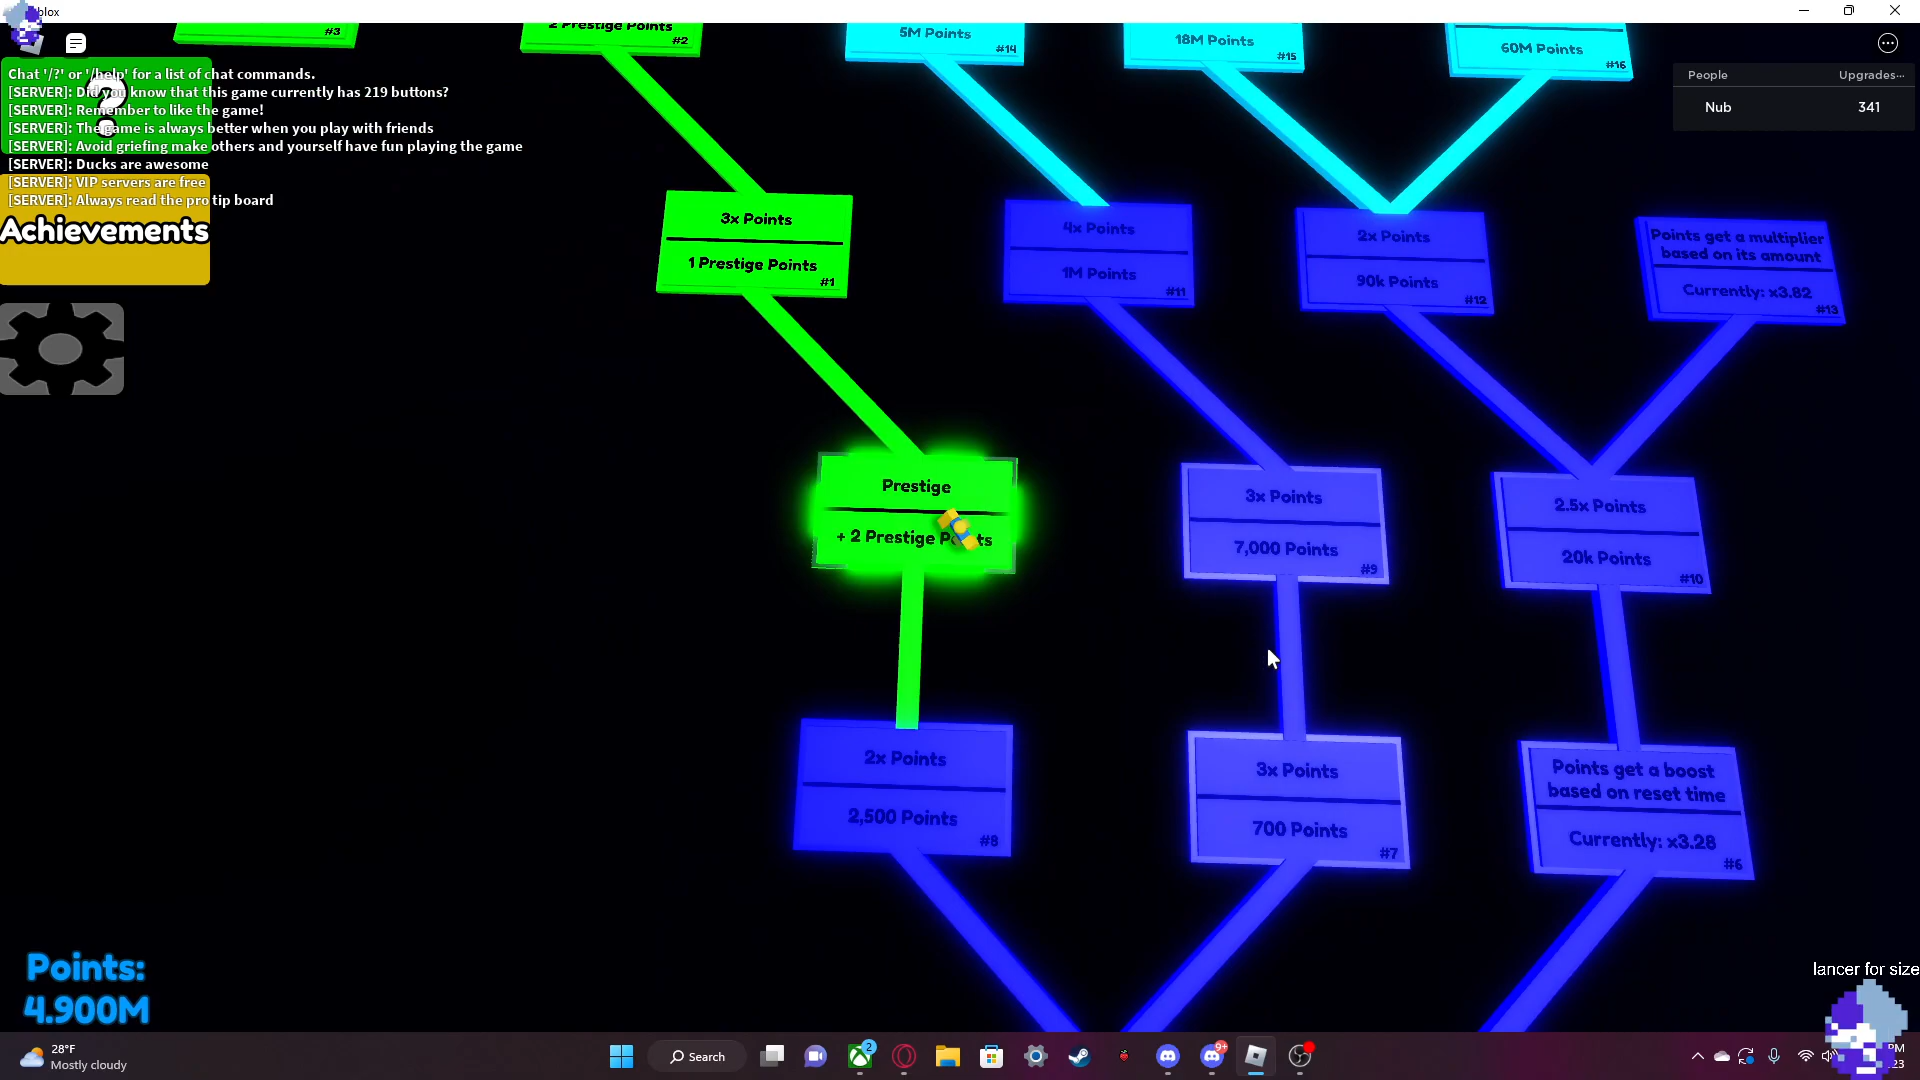 blox
#3
2 Prestige Points
#2
5M Points
#14
18M Points
#15
60M Points
#16
People
Upgrades...
Nub
341
Chat '/?' or '/help' for a list of chat commands.
[SERVER]: Did you know that this game currently has 219 buttons?
[SERVER]: Remember to like the game!
[SERVER]: The game is always better when you play with friends
[SERVER]: Avoid griefing make others and yourself have fun playing the game
[SERVER]: Ducks are awesome
[SERVER]: VIP servers are free
[SERVER]: Always read the pro tip board
Achievements
3x Points
1 Prestige Points
#1
4x Points
1M Points
#11
2x Points
90k Points
#12
Points get a multiplier
based on its amount
Currently: x3.82
#13
Prestige
+ 2 Prestige Points
3x Points
7,000 Points
#9
2.5x Points
20k Points
#10
2x Points
2,500 Points
#8
3x Points
700 Points
#7
Points get a boost
based on reset time
Currently: x3.28
#6
Points:
4.900M
lancer for size
28°F
Mostly cloudy
Search
2
9+
PM
23